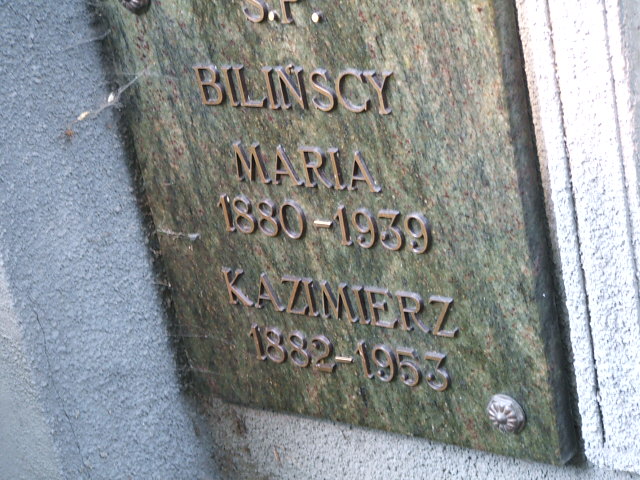 Ś.P.
BILIŃSCY
MARIA
1880-1939
KAZIMIERZ
1882-1953